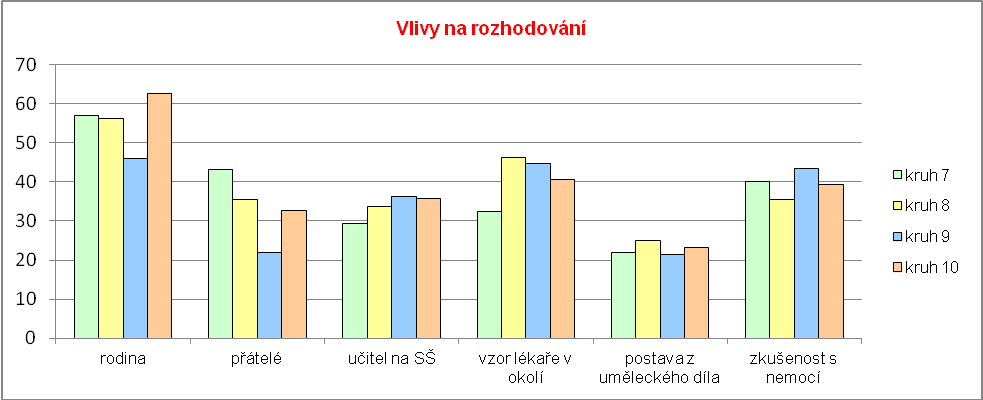 Vlivy na rozhodování
70
60
50
40
30
20
10
0
rodina
přátelé
učitel na SŠ
vzor lékaře v
okolí
postava z
uměleckého díla
zkušenost s
nemocí
kruh 7
kruh 8
kruh 9
kruh 10